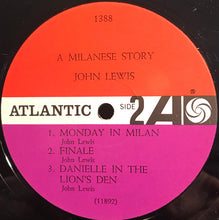 1388
A MILANESE STORY
JOHN LEWIS
ATLANTIC SIDE 2 A
1. MONDAY IN MILAN
John Lewis
2. FINALE
John Lewis
3. DANIELLE IN THE
LION'S DEN
John Lewis
(11892)